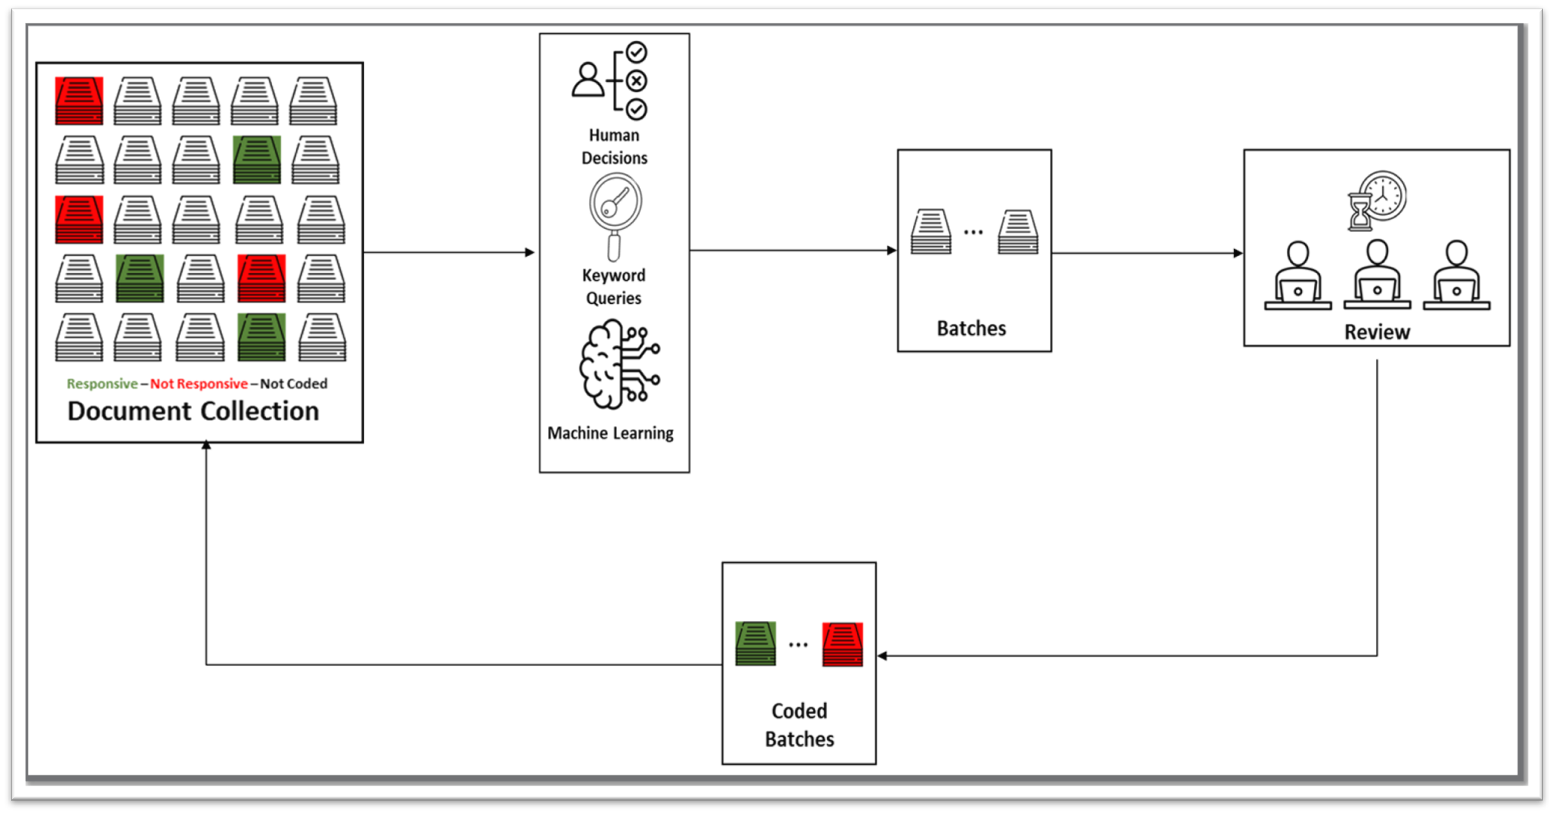 Human
Decisions
Keyword
Queries
Machine Learning
Responsive – Not Responsive – Not Coded
Document Collection
...
Batches
Review
...
Coded
Batches